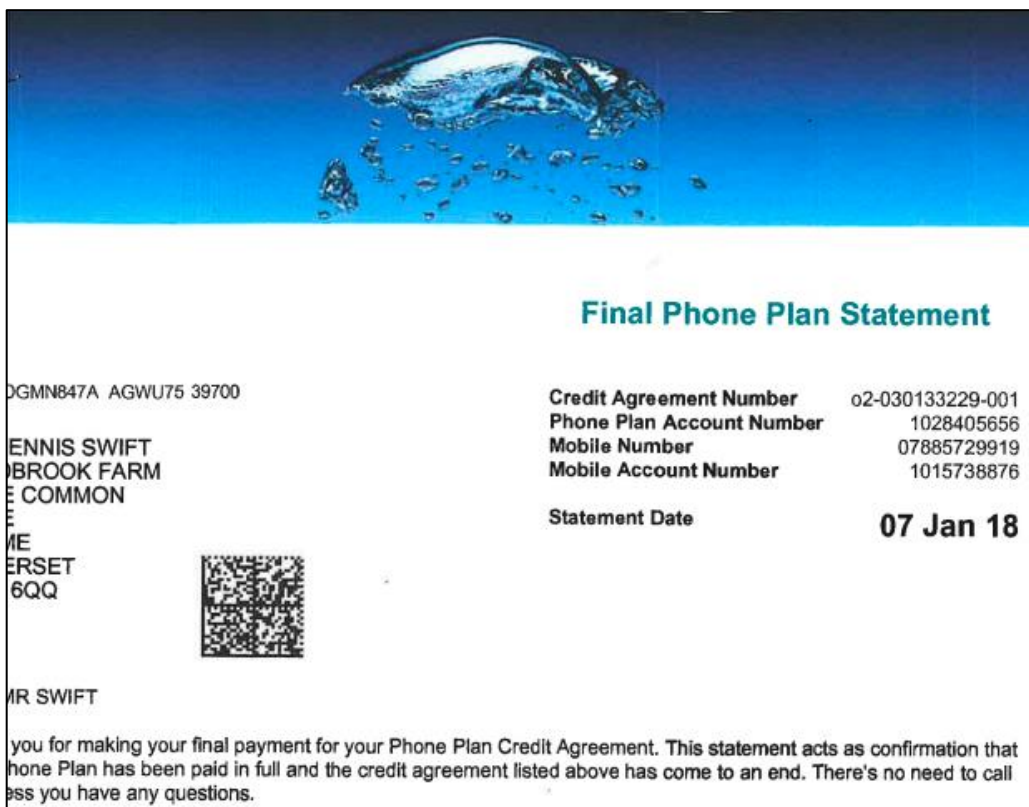 Final Phone Plan Statement
DGMN847A AGWU75 39700
Credit Agreement Number o2-030133229-001
Phone Plan Account Number 1028405656
Mobile Number 07885729919
Mobile Account Number 1015738876
Statement Date 07 Jan 18
ENNIS SWIFT
BROOK FARM
COMMON
ME
ERSET
6QQ
MR SWIFT
you for making your final payment for your Phone Plan Credit Agreement. This statement acts as confirmation that
hone Plan has been paid in full and the credit agreement listed above has come to an end. There's no need to call
ess you have any questions.